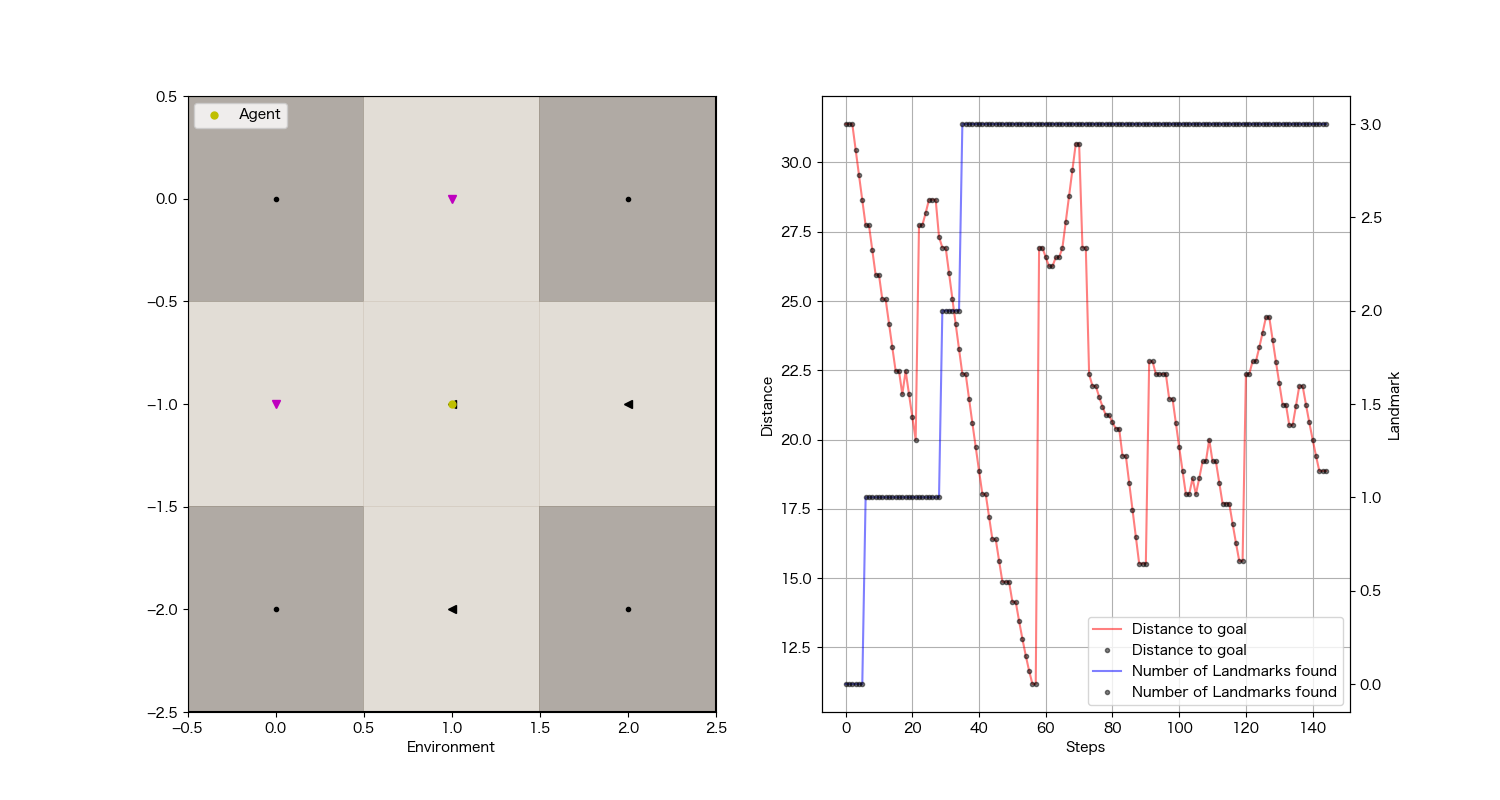 Agent
0.5
0.0
−0.5
−1.0
−1.5
−2.0
−2.5
−0.5 0.0 0.5 1.0 1.5 2.0 2.5
Environment
Distance
30.0
27.5
25.0
22.5
20.0
17.5
15.0
12.5
0 20 40 60 80 100 120 140
Steps
3.0
2.5
2.0
1.5
1.0
0.5
0.0
Landmark
Distance to goal
Distance to goal
Number of Landmarks found
Number of Landmarks found